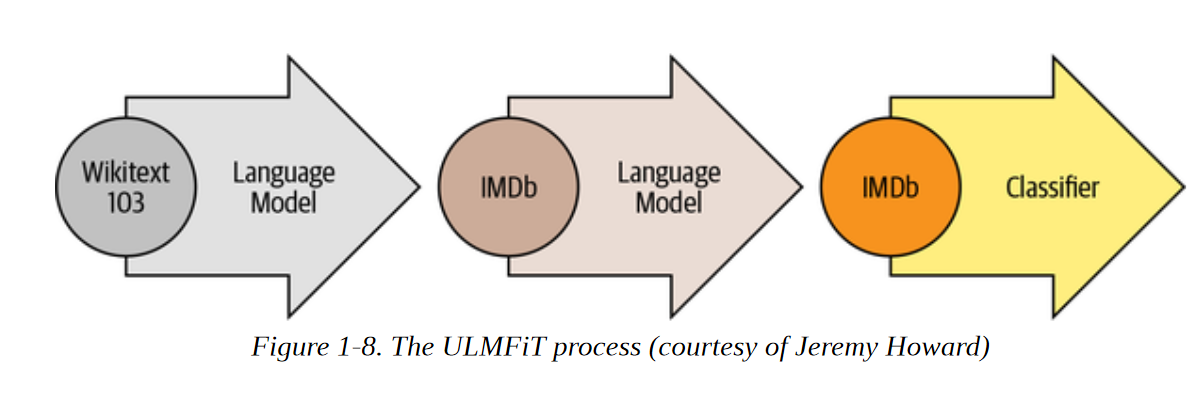 Wikitext
103
Language
Model
IMDb
Language
Model
IMDb
Classifier
Figure 1-8. The ULMFiT process (courtesy of Jeremy Howard)